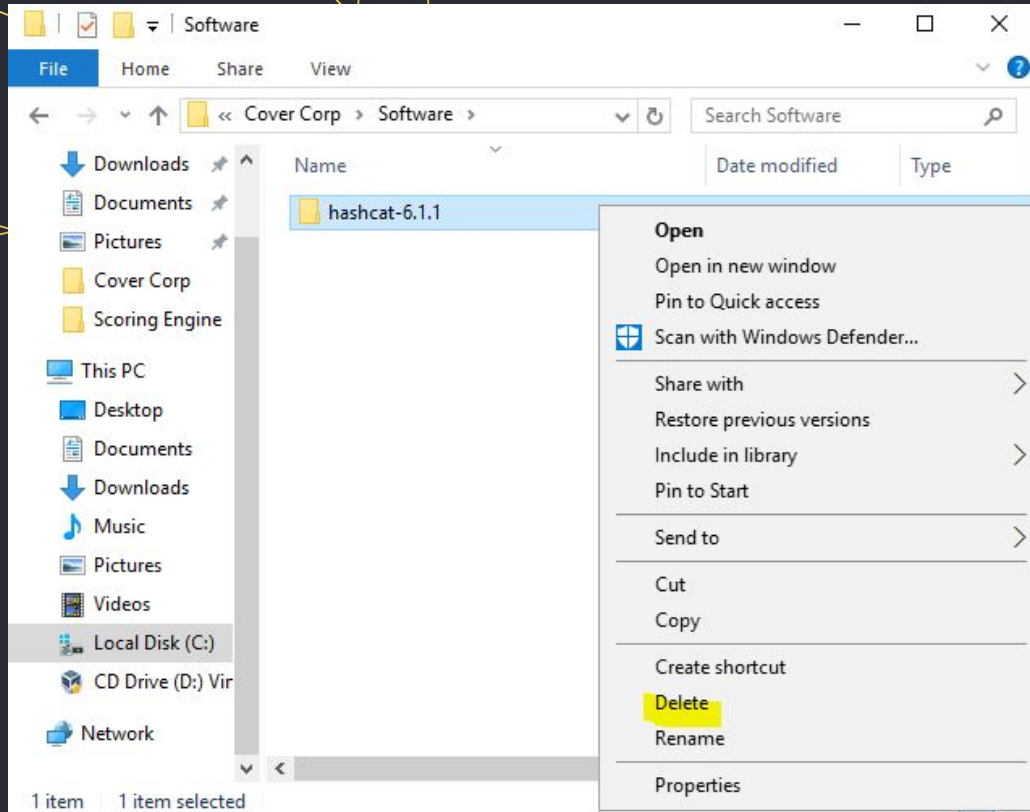 Software
File Home Share View
« Cover Corp > Software >
Search Software
Downloads
Documents
Pictures
Cover Corp
Scoring Engine
This PC
Desktop
Documents
Downloads
Music
Pictures
Videos
Local Disk (C:)
CD Drive (D:) Vir
Network
Name Date modified Type
hashcat-6.1.1
Open
Open in new window
Pin to Quick access
Scan with Windows Defender...
Share with
Restore previous versions
Include in library
Pin to Start
Send to
Cut
Copy
Create shortcut
Delete
Rename
Properties
1 item 1 item selected